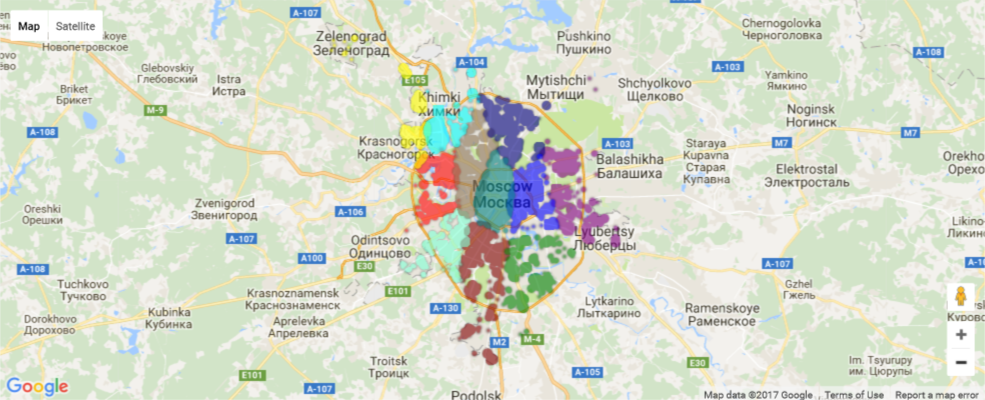 A-107
Chernogolovka
Черноголовка
Map
Satellite
Zelenograd
Зеленоград
Pushkino
Пушкино
Новопетровское
A-108
Glebovskiy
Глебовский
Istra
Истра
A-104
E105
Mytishchi
Мытищи
Shchyolkovo
Щелково
A-103
Yamkino
Ямкино
Briket
Брикет
M-9
Khimki
Химки
Noginsk
Ногинск
A-108
Krasnogorsk
Красногорск
A-103
M7
M7
Balashikha
Балашиха
Staraya
Kupavna
Старая
Купавна
Elektrostal
Электросталь
Moscow
Москва
Zvenigorod
Звенигород
A-106
Oreshki
Орешки
A-107
Odintsovo
Одинцово
Lyubertsy
Люберцы
A100
E30
A-108
A-107
Tuchkovo
Тучково
Krasnoznamensk
Краснознаменск
E101
Gzhel
Гжель
Dorokhovo
Дорохово
Kubinka
Кубинка
Aprelevka
Апрелевка
A-130
Lytkarino
Лыткарино
Ramenskoye
Раменское
M2
M-4
Troitsk
Троицк
E30
Im. Tsyurupy
им. Цюрупы
E101
A-107
A-105
Podolsk
Google
Map data ©2017 Google
Terms of Use
Report a map error